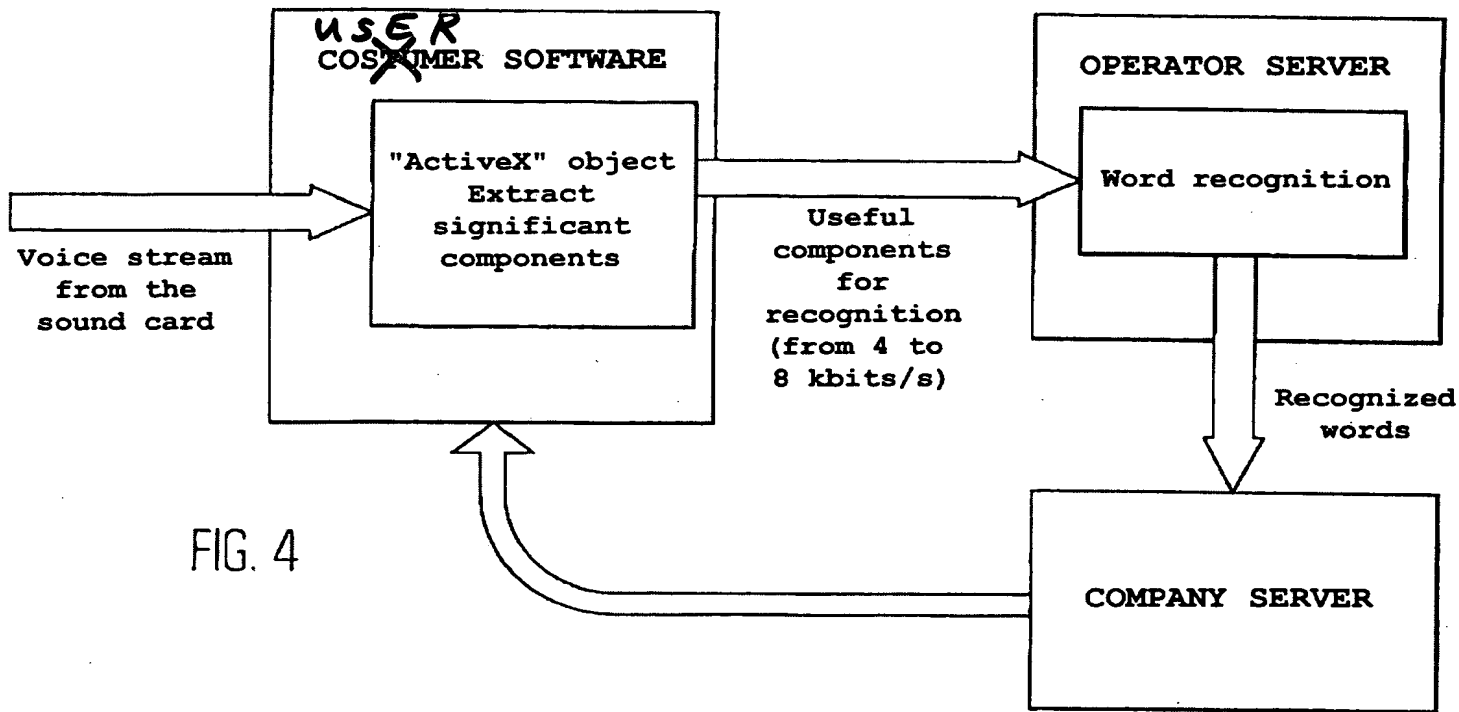 USER
COSTUMER SOFTWARE
"ActiveX" object
Extract
significant
components
Voice stream
from the
sound card
Useful
components
for
recognition
(from 4 to
8 kbits/s)
OPERATOR SERVER
Word recognition
Recognized
words
COMPANY SERVER
FIG. 4